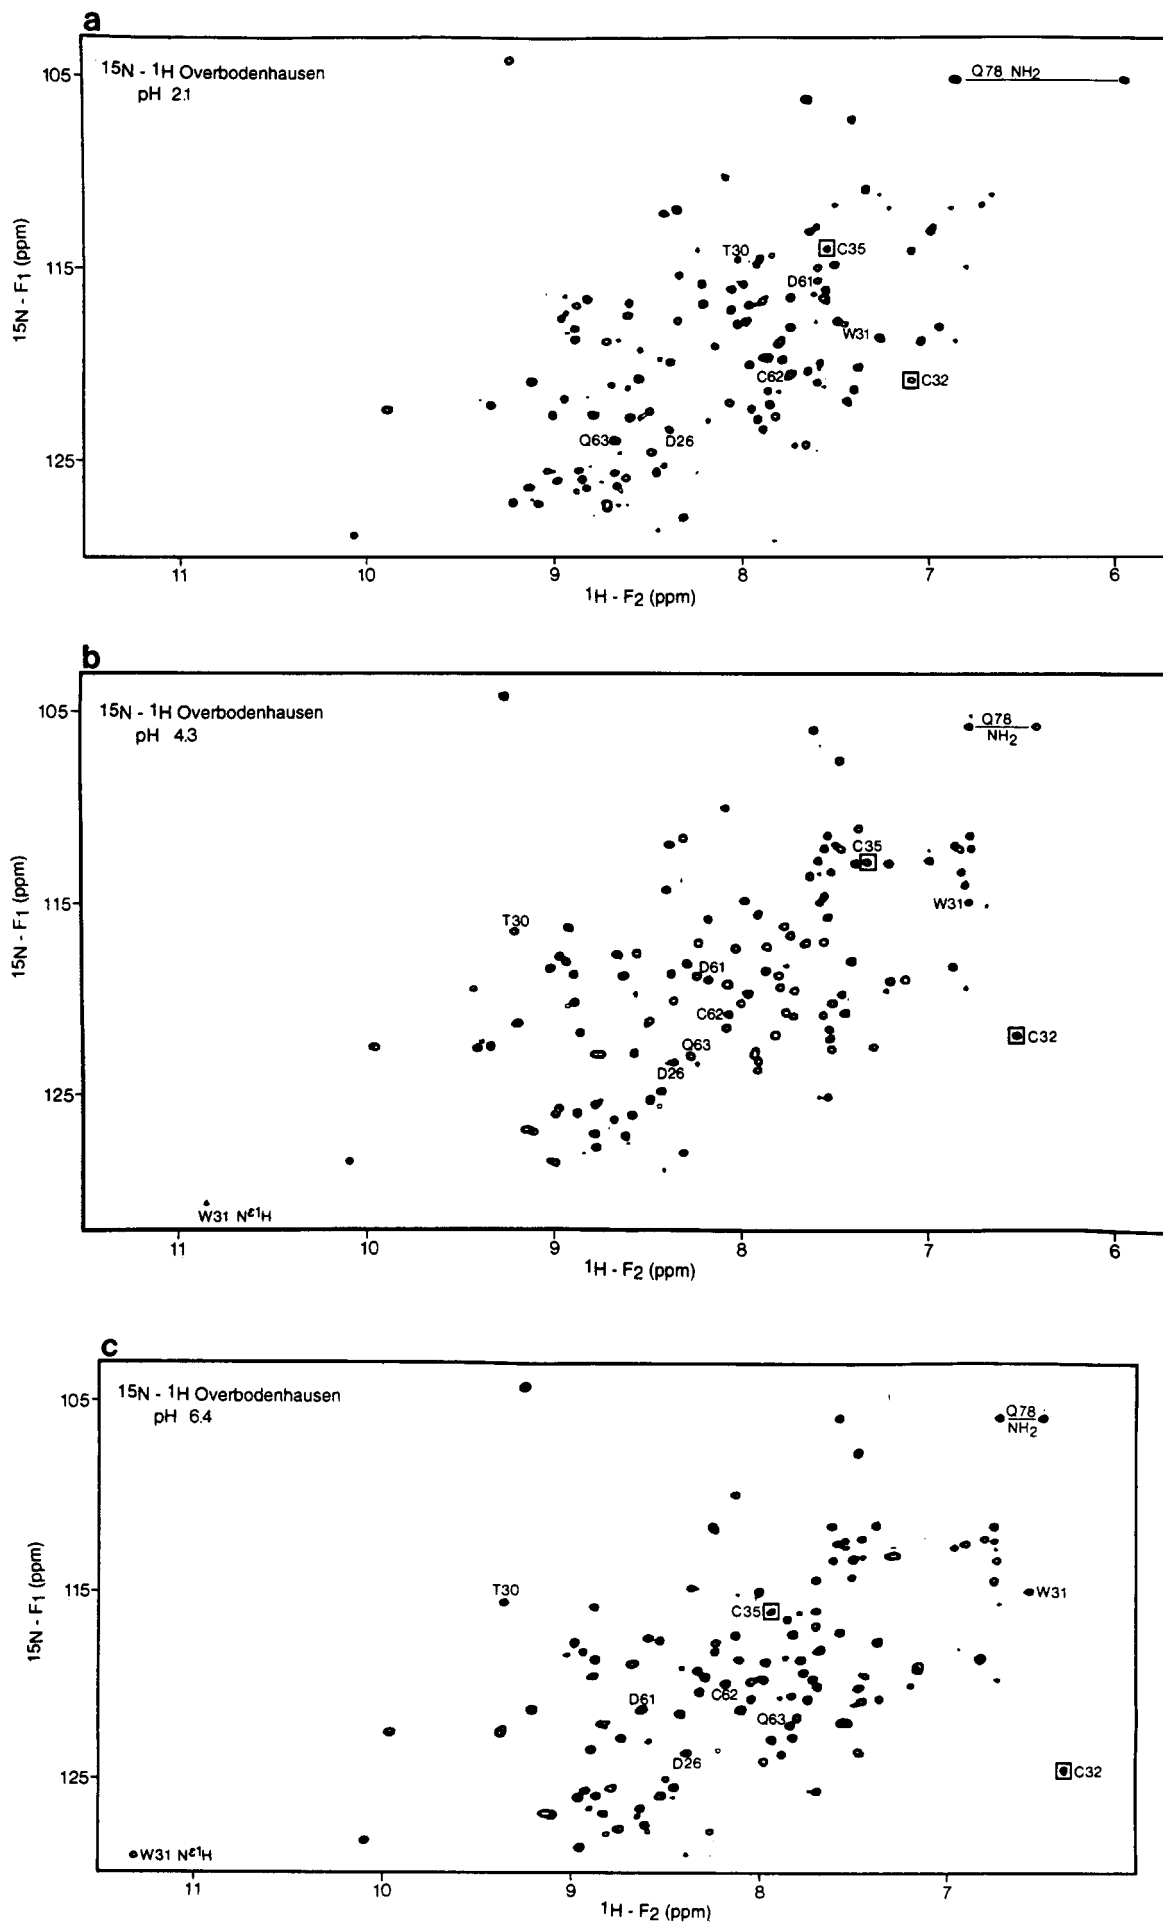 a
15N - 1H Overbodenhausen
pH 2.1
Q78 NH2
105
C35
T30
115
D61
W31
C62
C32
Q63
D26
125
15N - F1 (ppm)
11 10 9 8 7 6
1H - F2 (ppm)
b
15N - 1H Overbodenhausen
pH 4.3
Q78
NH2
105
C35
115
W31
T30
D61
C62
C32
Q63
D26
125
W31 Nε1H
15N - F1 (ppm)
11 10 9 8 7 6
1H - F2 (ppm)
c
15N - 1H Overbodenhausen
pH 6.4
Q78
NH2
105
115
T30
W31
C35
D61
C62
Q63
D26
C32
125
W31 Nε1H
15N - F1 (ppm)
11 10 9 8 7
1H - F2 (ppm)